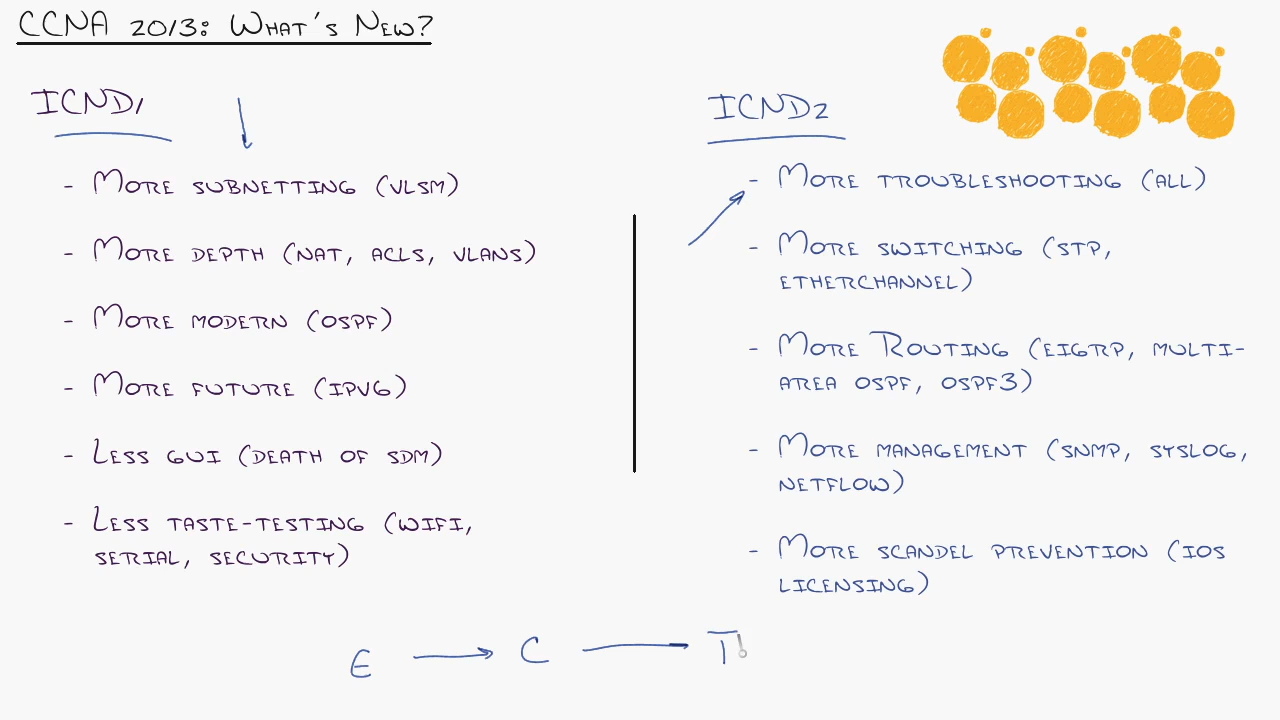 CCNA 2013: What's New?
ICND1
- More subnetting (VLSM)
- More depth (NAT, ACLs, VLANs)
- More modern (OSPF)
- More future (IPv6)
- Less GUI (death of SDM)
- Less taste-testing (WiFi,
serial, security)
ICND2
- More troubleshooting (all)
- More switching (STP,
EtherChannel)
- More Routing (EIGRP, Multi-
area OSPF, OSPF3)
- More management (SNMP, Syslog,
NetFlow)
- More scandel prevention (IOS
licensing)
E → C → T